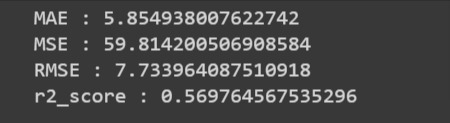 MAE : 5.854938007622742
MSE : 59.814200506908584
RMSE : 7.733964087510918
r2_score : 0.569764567535296